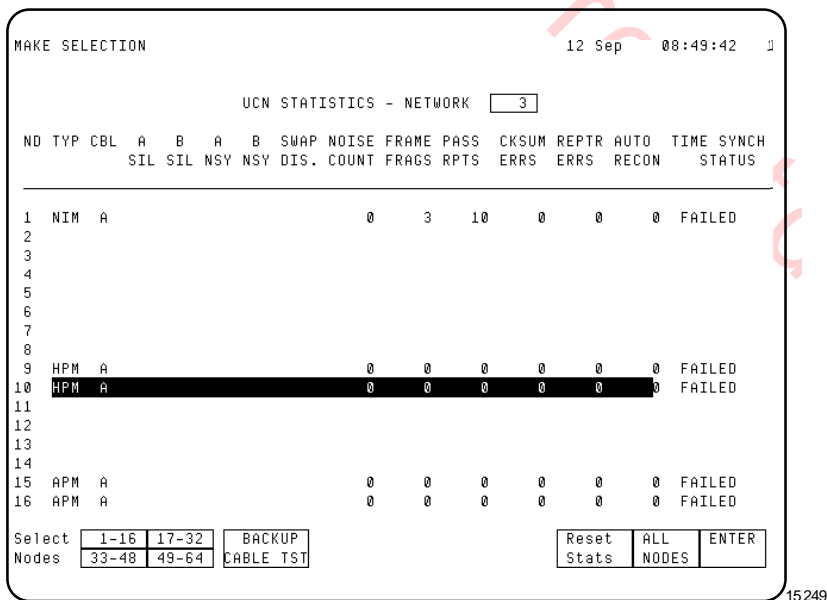 MAKE SELECTION 12 Sep 08:49:42
UCN STATISTICS - NETWORK 3
ND TYP CBL A B A B SWAP NOISE FRAME PASS CKSUM REPTR AUTO TIME SYNCH
SIL SIL NSY NSY DIS. COUNT FRAGS RPTS ERRS ERRS RECON STATUS
1 NIM A 0 3 10 0 0 0 FAILED
2
3
4
5
6
7
8
9 HPM A 0 0 0 0 0 0 FAILED
10 HPM A 0 0 0 0 0 0 FAILED
11
12
13
14
15 APM A 0 0 0 0 0 0 FAILED
16 APM A 0 0 0 0 0 0 FAILED
Select 1-16 17-32 BACKUP Reset ALL ENTER
Nodes 33-48 49-64 CABLE TST Stats NODES
15249